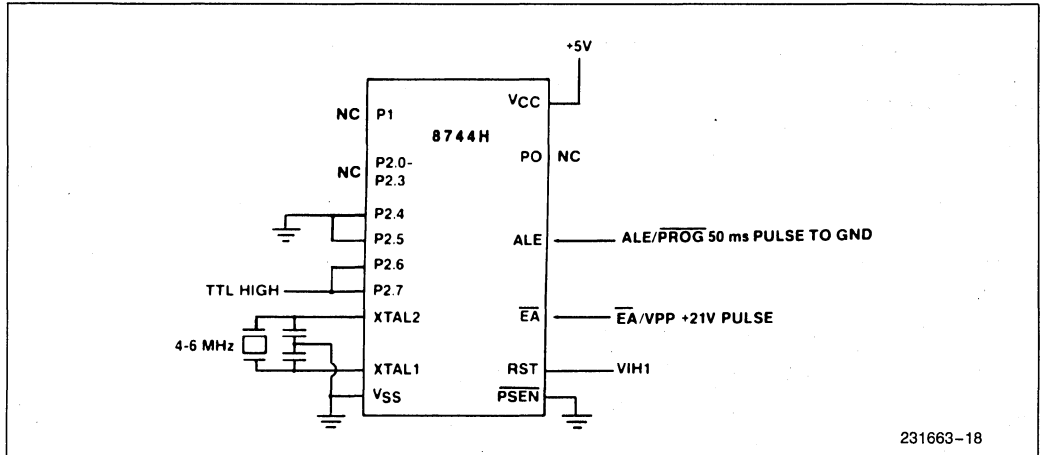 +5V
VCC
NC P1
8744H
PO NC
NC P2.0-
P2.3
P2.4
P2.5
ALE ALE/PROG 50 ms PULSE TO GND
P2.6
TTL HIGH P2.7
XTAL2
EA EA/VPP +21V PULSE
4-6 MHz
XTAL1
RST VIH1
VSS
PSEN
231663-18